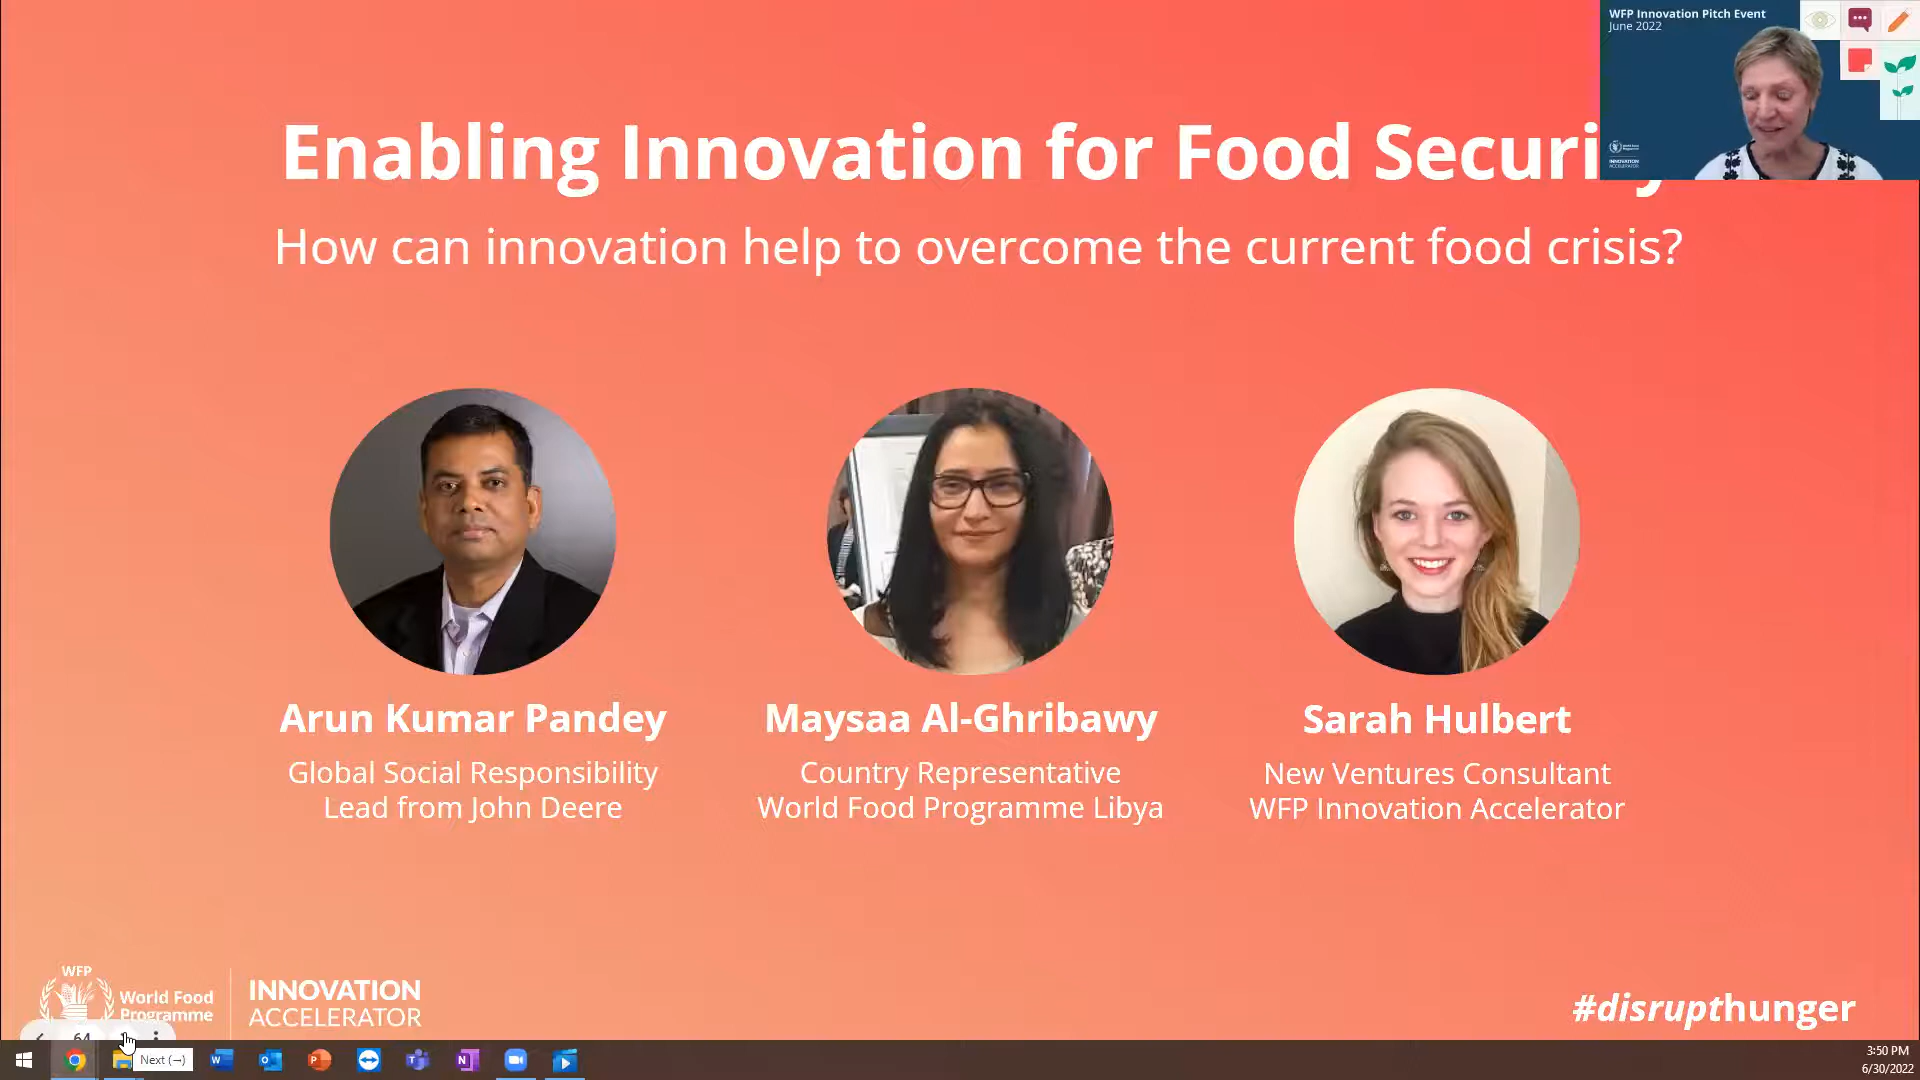 WFP Innovation Pitch Event
June 2022
Enabling Innovation for Food Securi
How can innovation help to overcome the current food crisis?
Arun Kumar Pandey
Global Social Responsibility
Lead from John Deere
Maysaa Al-Ghribawy
Country Representative
World Food Programme Libya
Sarah Hulbert
New Ventures Consultant
WFP Innovation Accelerator
WFP
World Food
Programme
INNOVATION
ACCELERATOR
#disrupthunger
64
Next (→)
3:50 PM
6/30/2022